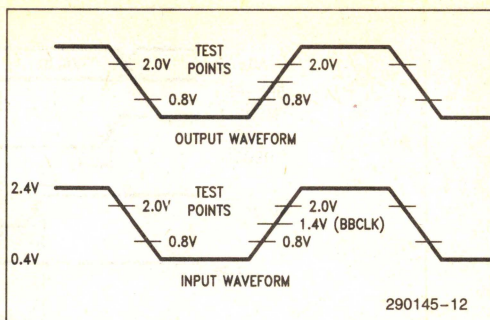 2.0V TEST POINTS 2.0V
0.8V 0.8V
OUTPUT WAVEFORM
2.4V
2.0V TEST POINTS 2.0V
1.4V (BBCLK)
0.8V 0.8V
0.4V
INPUT WAVEFORM
290145-12